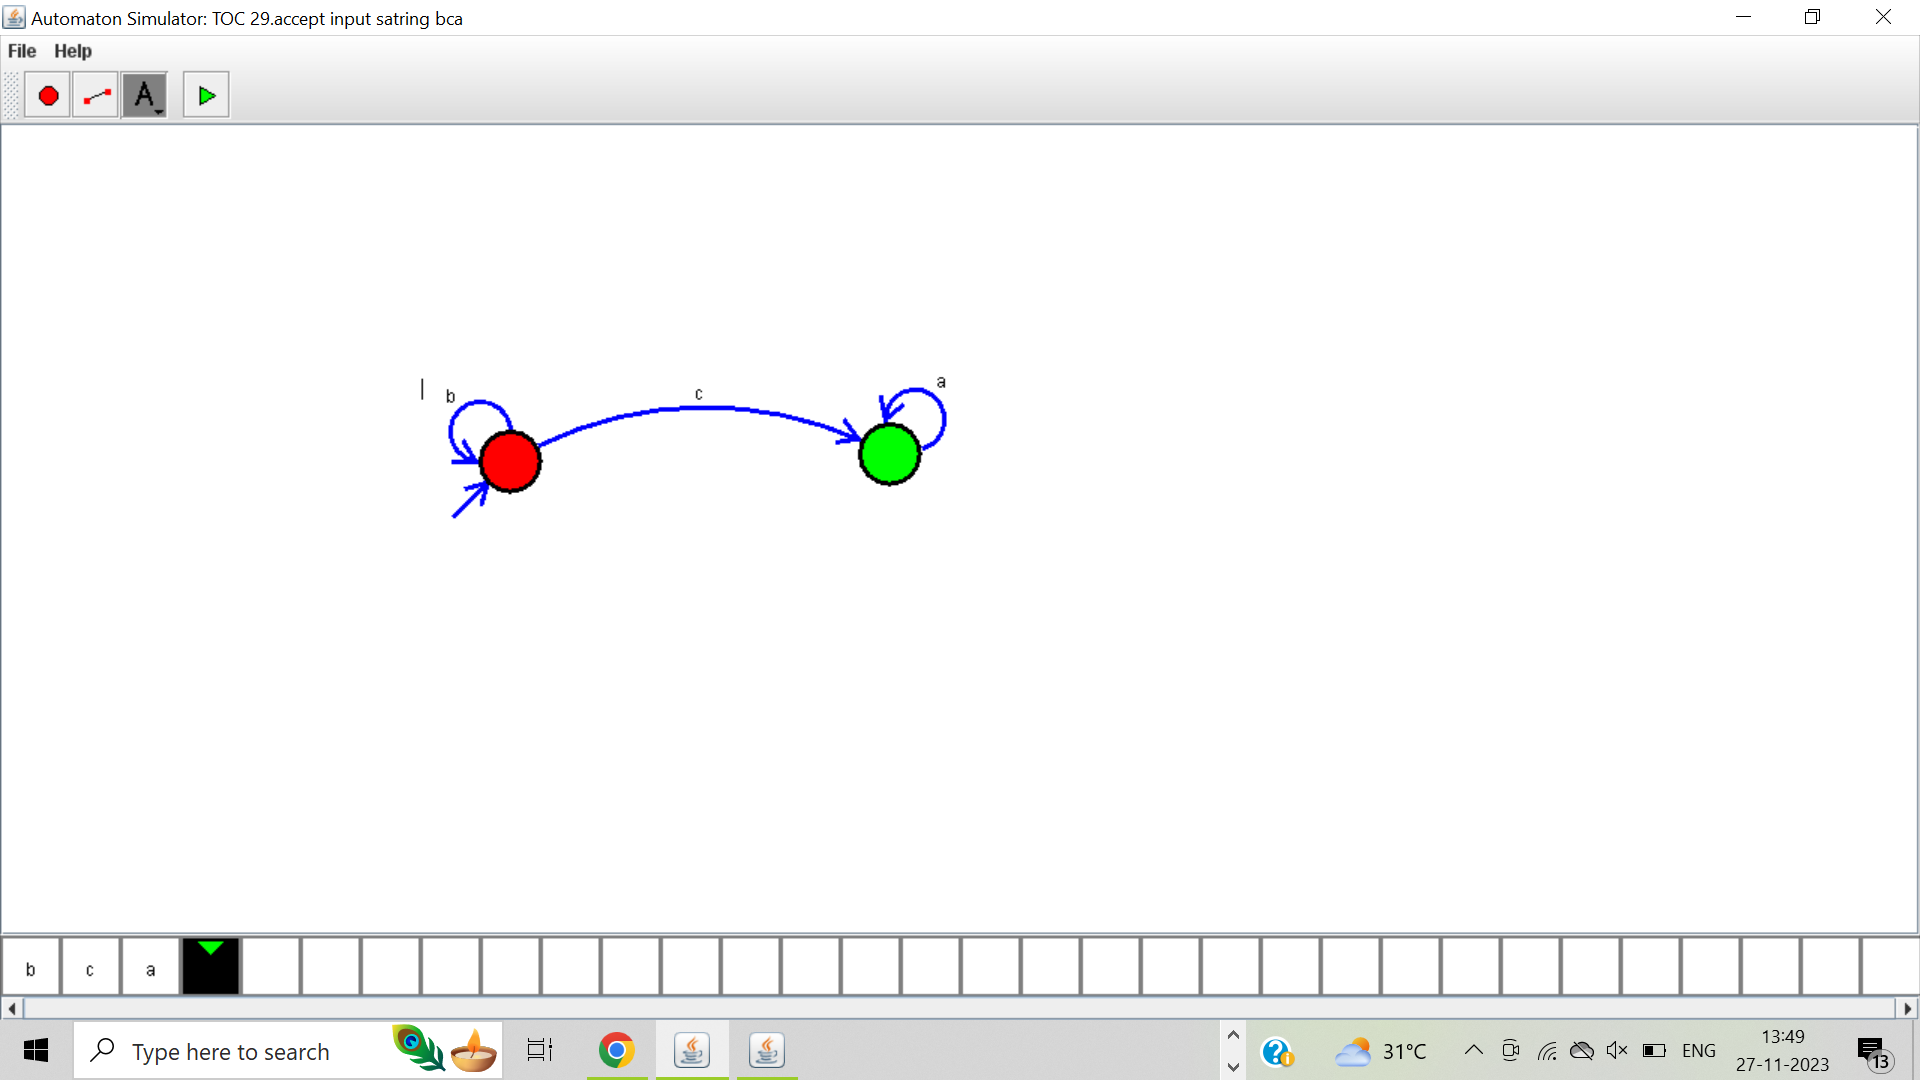 Automaton Simulator: TOC 29.accept input satring bca
File Help
A
a
b c
b c a
Type here to search
31°C ENG 13:49
27-11-2023
13